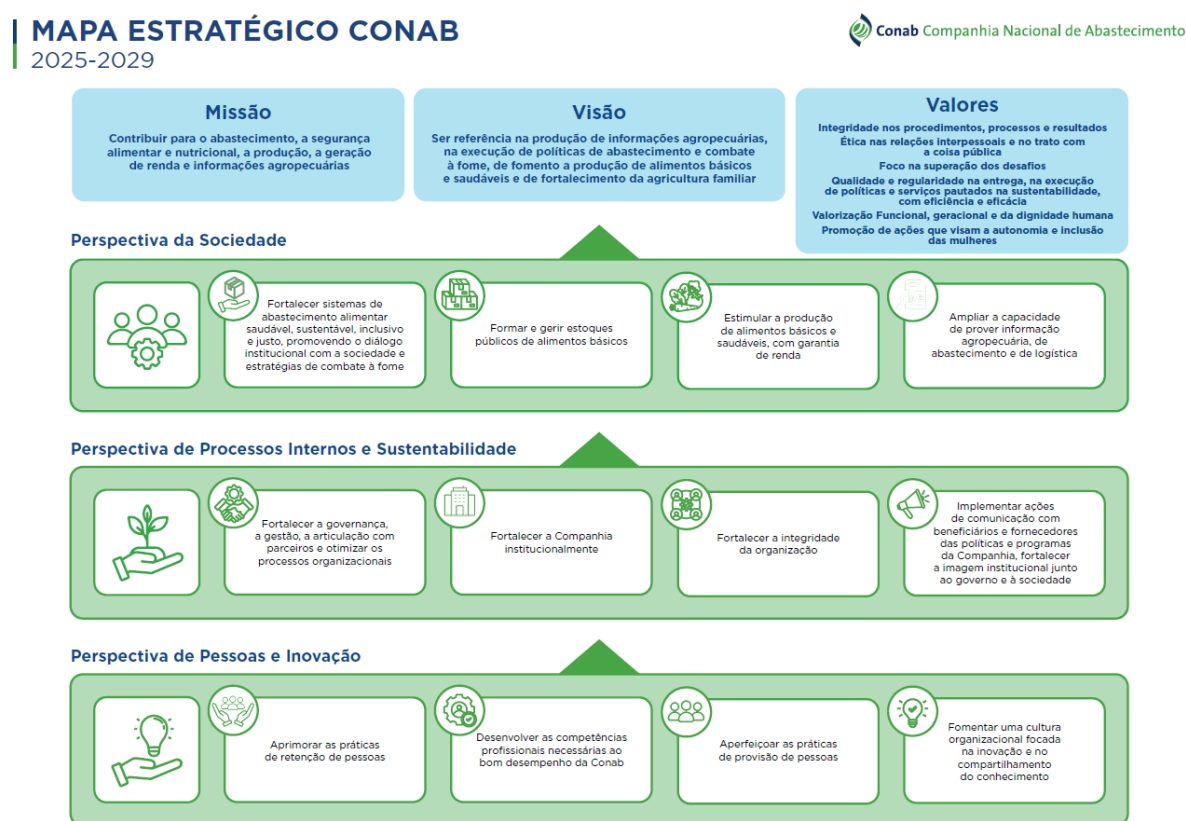 MAPA ESTRATÉGICO CONAB
2025-2029
Conab Companhia Nacional de Abastecimento
Missão
Contribuir para o abastecimento, a segurança
alimentar e nutricional, a produção, a geração
de renda e informações agropecuárias
Visão
Ser referência na produção de informações agropecuárias,
na execução de políticas de abastecimento e combate
à fome, de fomento a produção de alimentos básicos
e saudáveis e de fortalecimento da agricultura familiar
Valores
Integridade nos procedimentos, processos e resultados
Ética nas relações interpessoais e no trato com
a coisa pública
Foco na superação dos desafios
Qualidade e regularidade na entrega, na execução
de políticas e serviços pautados na sustentabilidade,
com eficiência e eficácia
Valorização Funcional, geracional e da dignidade humana
Promoção de ações que visam a autonomia e inclusão
das mulheres
Perspectiva da Sociedade
Fortalecer sistemas de
abastecimento alimentar
saudável, sustentável, inclusivo
e justo, promovendo o diálogo
institucional com a sociedade e
estratégias de combate à fome
Formar e gerir estoques
públicos de alimentos básicos
Estimular a produção
de alimentos básicos e
saudáveis, com garantia
de renda
Ampliar a capacidade
de prover informação
agropecuária, de
abastecimento e de logística
Perspectiva de Processos Internos e Sustentabilidade
Fortalecer a governança,
a gestão, a articulação com
parceiros e otimizar os
processos organizacionais
Fortalecer a Companhia
institucionalmente
Fortalecer a integridade
da organização
Implementar ações
de comunicação com
beneficiários e fornecedores
das políticas e programas
da Companhia, fortalecer
a imagem institucional junto
ao governo e à sociedade
Perspectiva de Pessoas e Inovação
Aprimorar as práticas
de retenção de pessoas
Desenvolver as competências
profissionais necessárias ao
bom desempenho da Conab
Aperfeiçoar as práticas
de provisão de pessoas
Fomentar uma cultura
organizacional focada
na inovação e no
compartilhamento
do conhecimento